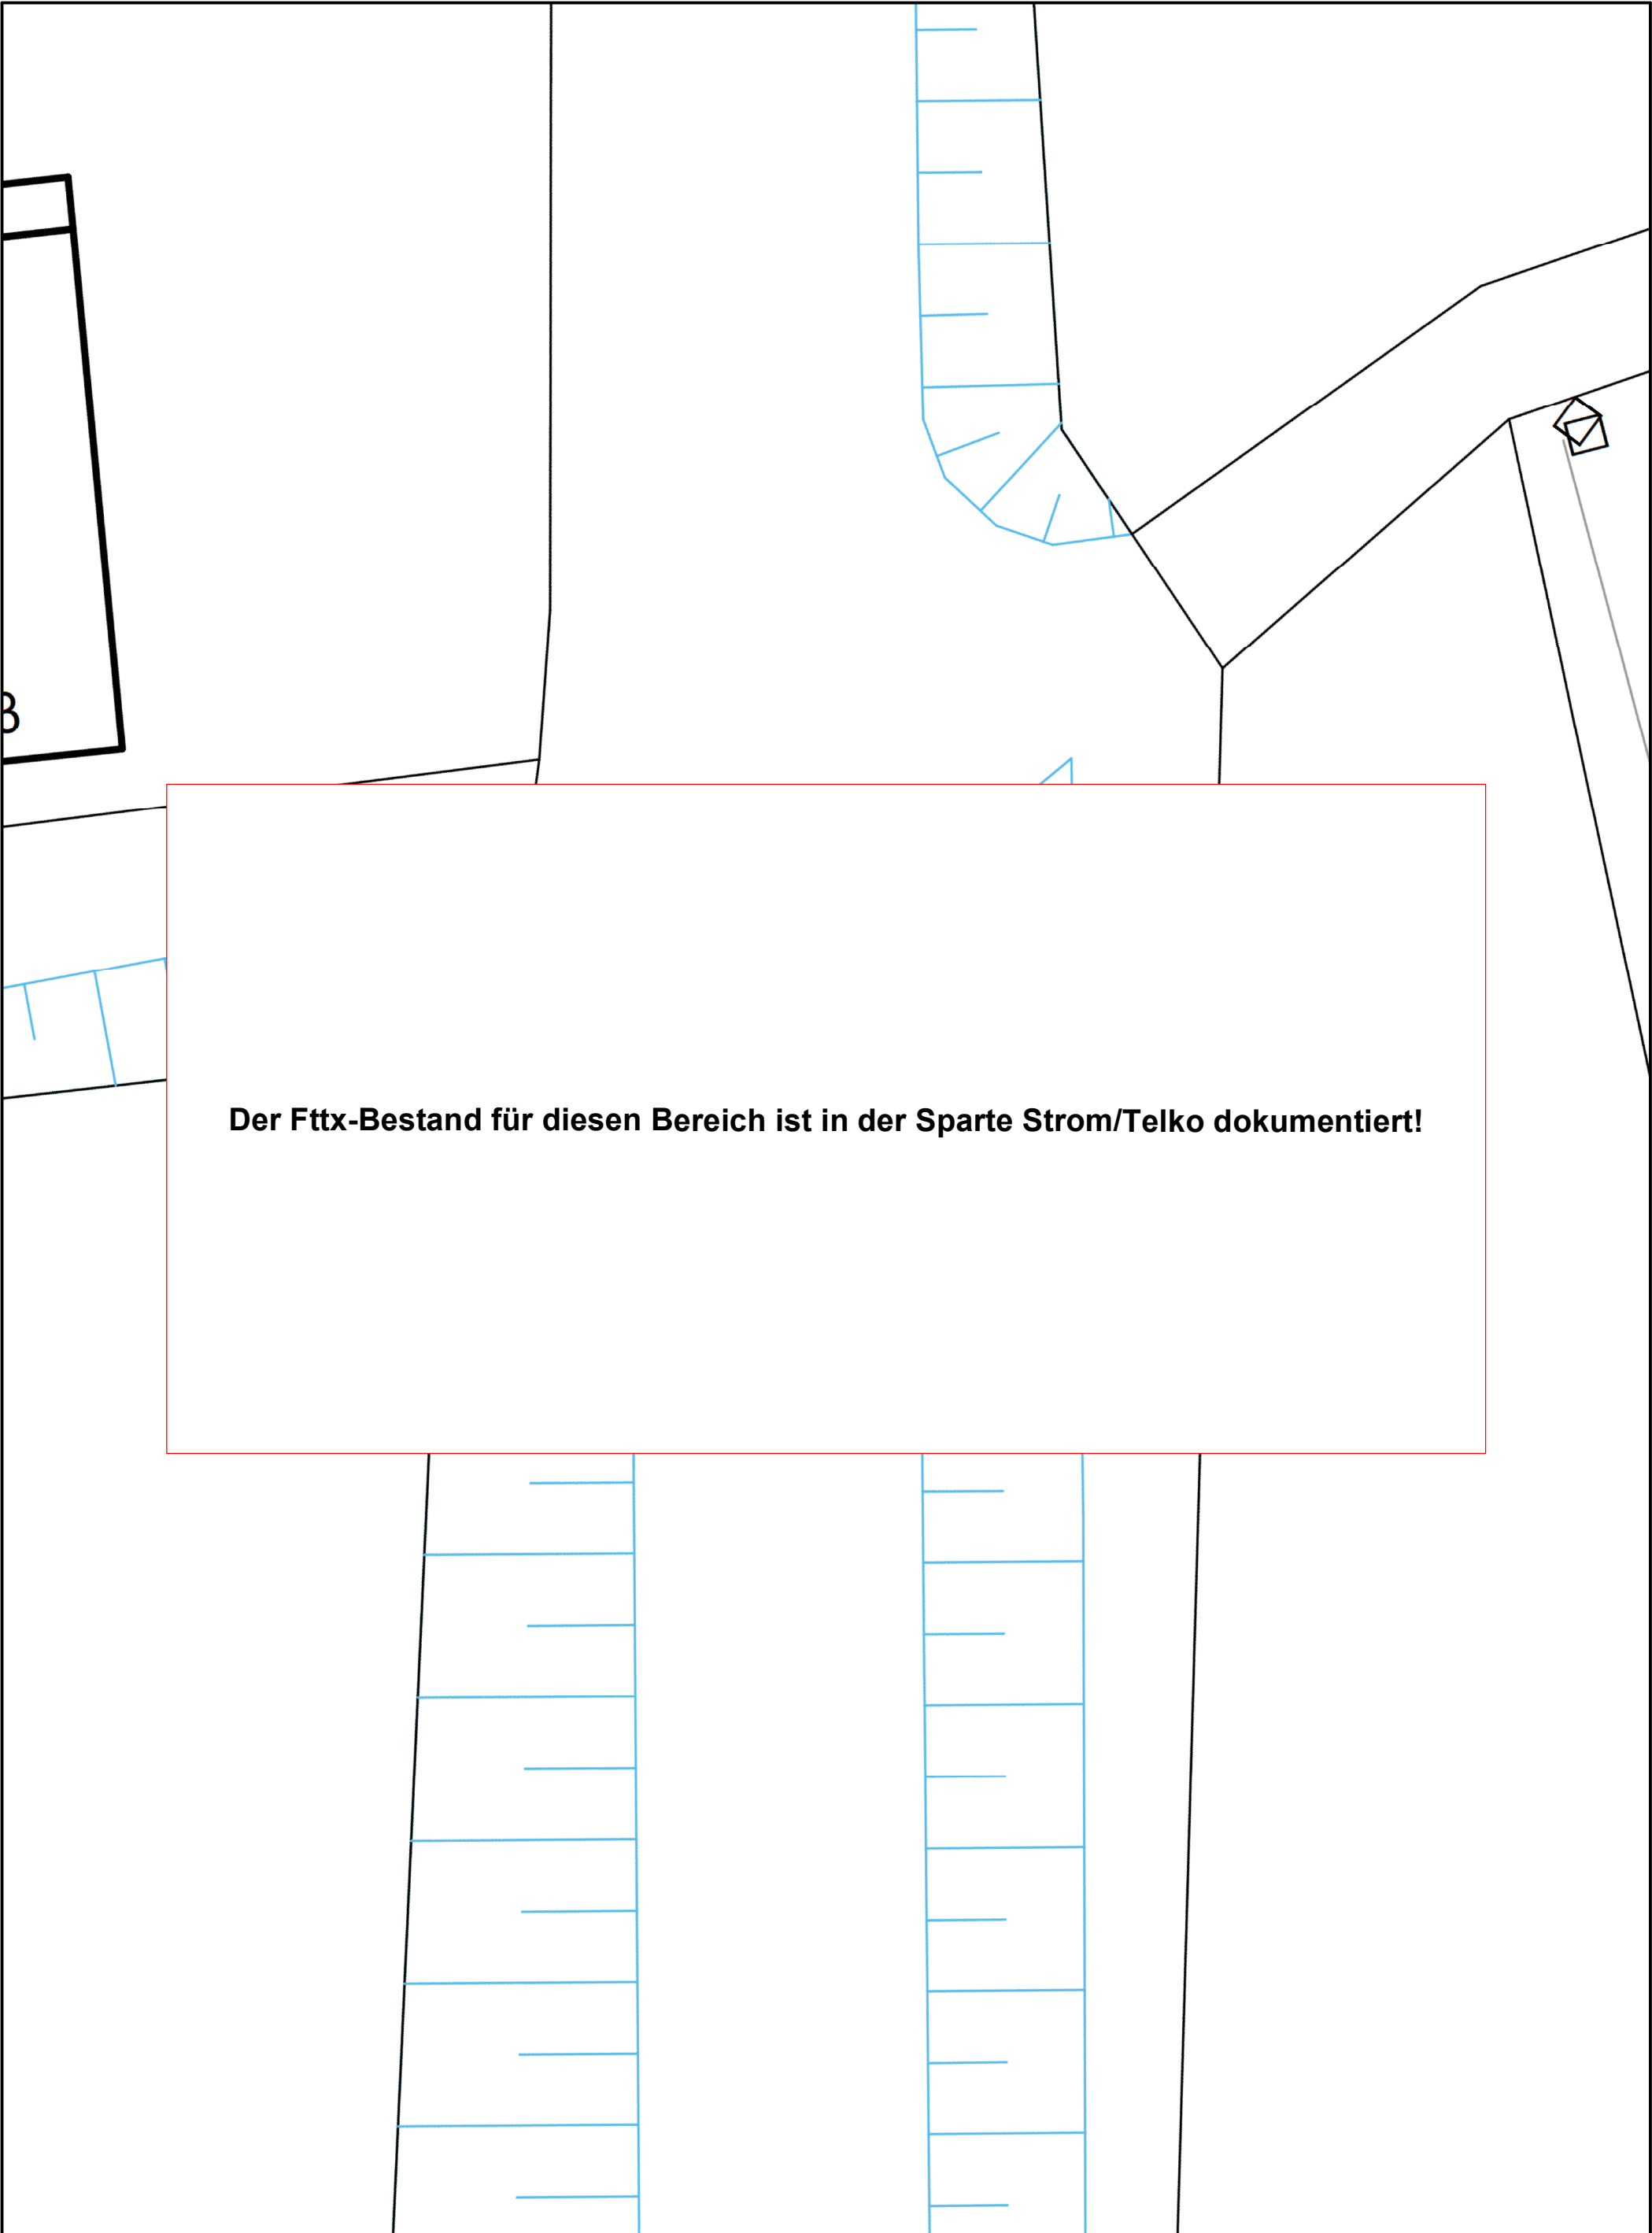 Der Fttx-Bestand für diesen Bereich ist in der Sparte Strom/Telko dokumentiert!